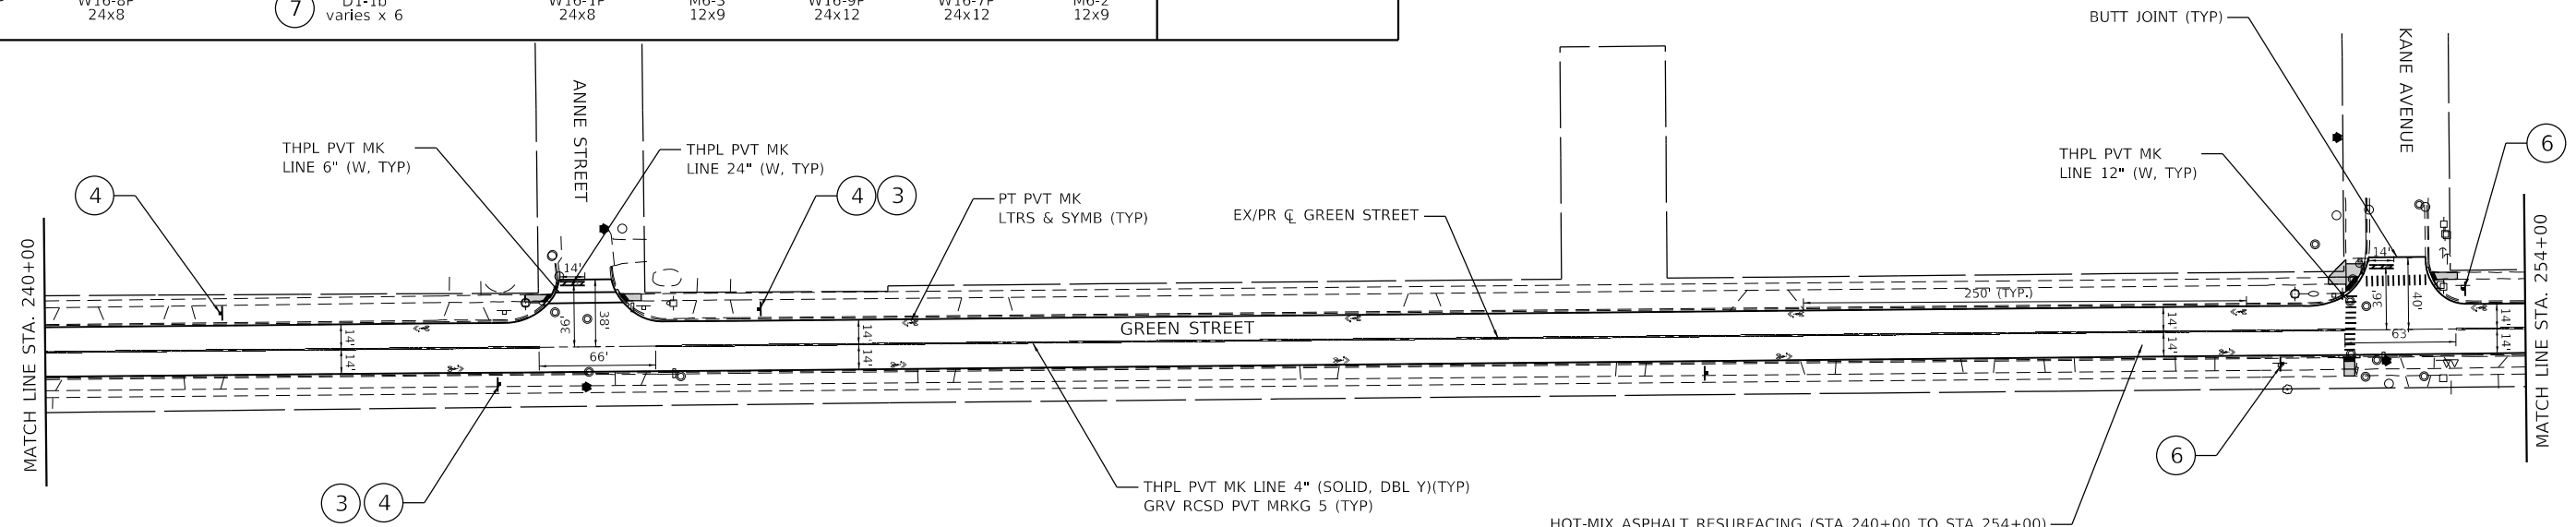 W16-8P
24x8
7
D1-1b
varies x 6
W16-1P
24x8
M6-3
12x9
W16-9P
24x12
W16-7P
24x12
M6-2
12x9
BUTT JOINT (TYP)
ANNE STREET
KANE AVENUE
THPL PVT MK
LINE 6" (W, TYP)
THPL PVT MK
LINE 24" (W, TYP)
THPL PVT MK
LINE 12" (W, TYP)
6
4
4
3
PT PVT MK
LTRS & SYMB (TYP)
EX/PR ℄ GREEN STREET
MATCH LINE STA. 240+00
MATCH LINE STA. 254+00
14'
14'
250' (TYP.)
36'
38'
36'
40'
GREEN STREET
14'
14'
14'
14'
14'
14'
14'
14'
66'
63'
6
3
4
THPL PVT MK LINE 4" (SOLID, DBL Y)(TYP)
GRV RCSD PVT MRKG 5 (TYP)
HOT-MIX ASPHALT RESURFACING (STA 240+00 TO STA 254+00)